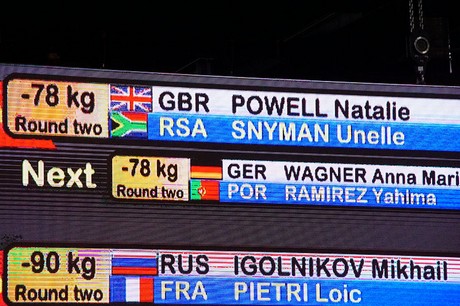 -78 kg GBR POWELL Natalie
Round two RSA SNYMAN Unelle
Next -78 kg GER WAGNER Anna Mari
Round two POR RAMIREZ Yahima
-90 kg RUS IGOLNIKOV Mikhail
Round two FRA PIETRI Loic